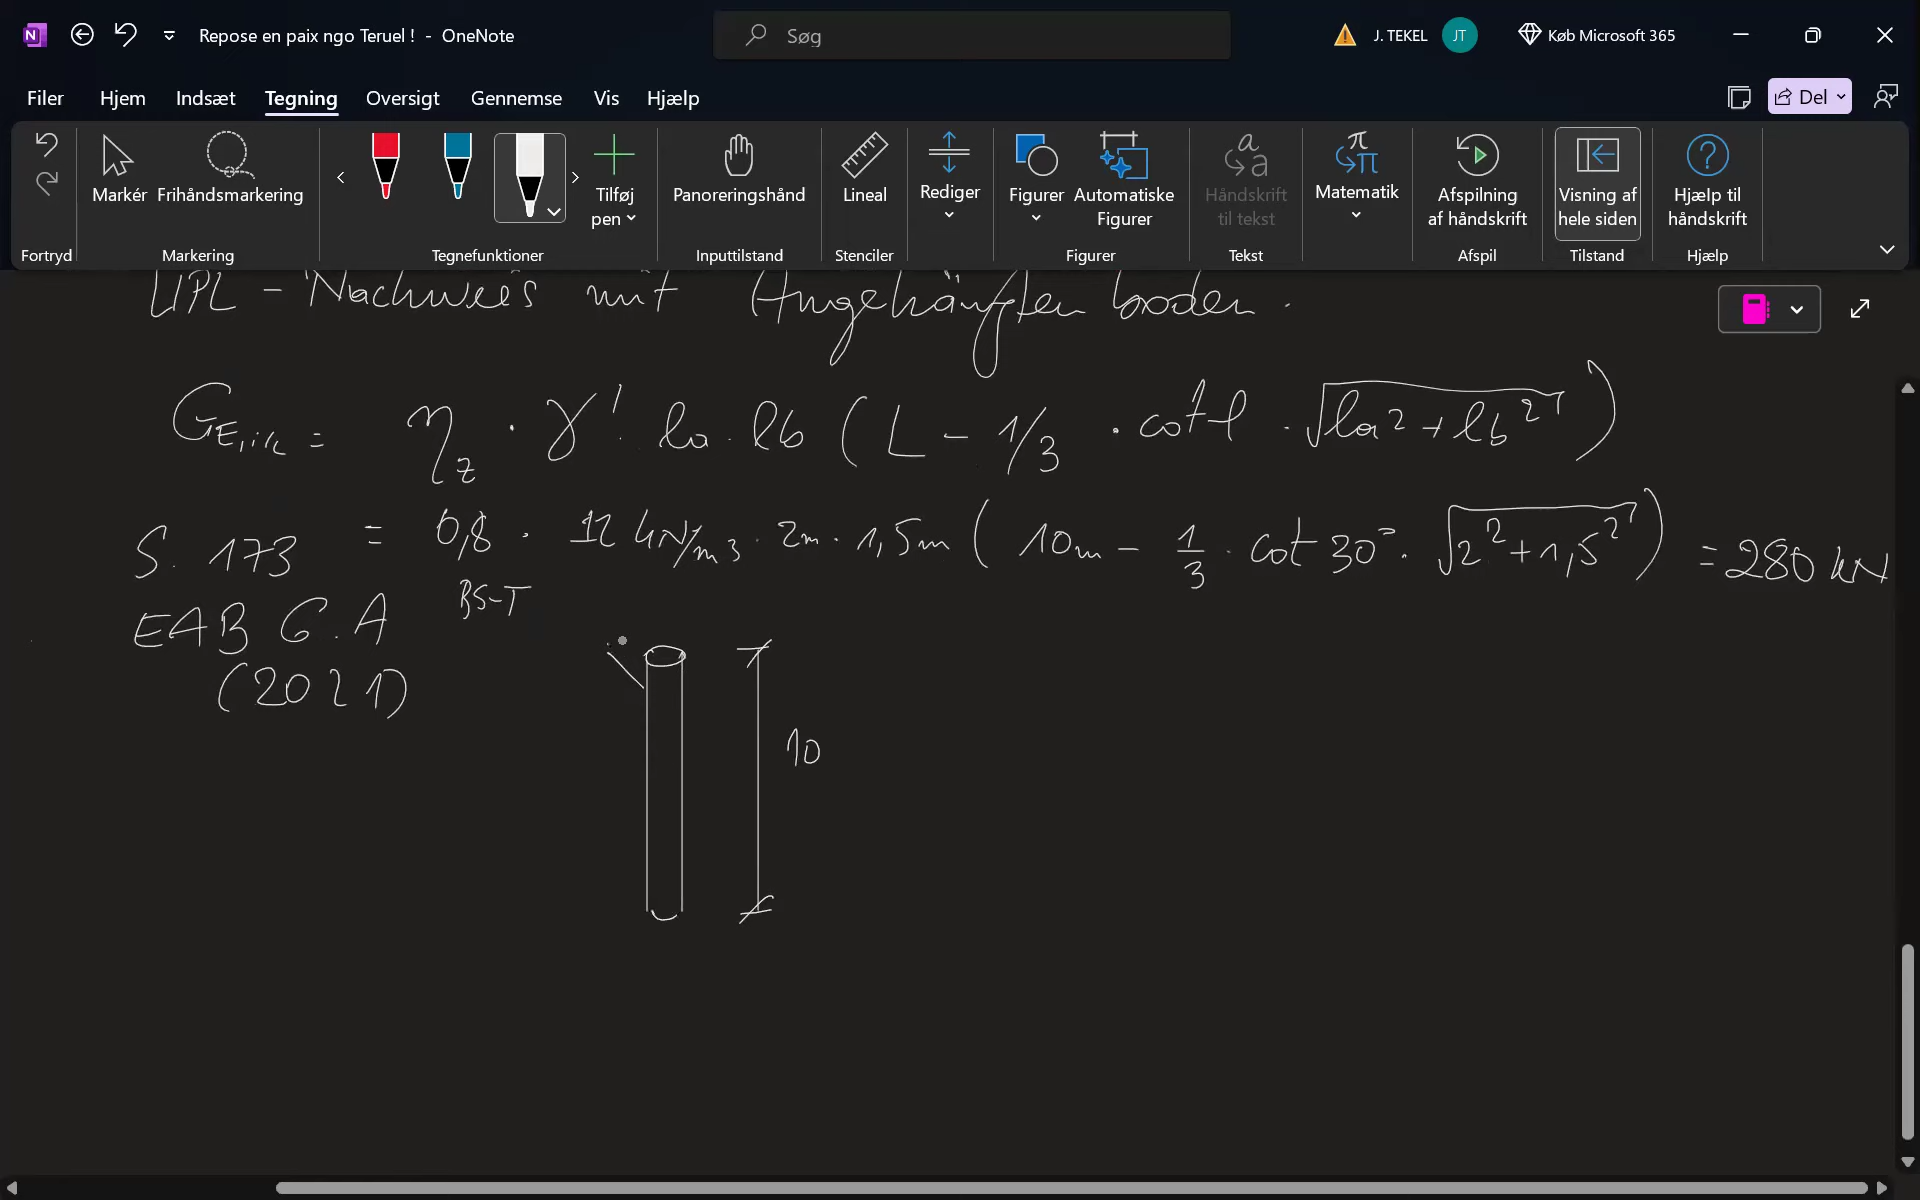 Repose en paix ngo Teruel ! - OneNote
Søg
J. TEKEL
JT
Køb Microsoft 365
Filer
Hjem
Indsæt
Tegning
Oversigt
Gennemse
Vis
Hjælp
Del
Markér
Frihåndsmarkering
Tilføj
pen
Panoreringshånd
Lineal
Rediger
Figurer
Automatiske
Figurer
Håndskrift
til tekst
Matematik
Afspilning
af håndskrift
Visning af
hele siden
Hjælp til
håndskrift
Fortryd
Markering
Tegnefunktioner
Inputtilstand
Stenciler
Figurer
Tekst
Afspil
Tilstand
Hjælp
UPL - Nachweis mit Angehängten boden.
G_E,i,k = η_z · γ' · la · lb ( L - 1/3 · cot φ · √(la² + lb²) )
= 0,8 · 12 kN/m³ · 2m · 1,5m ( 10m - 1/3 · cot 30° · √(2² + 1,5²) ) = 280 kN
BS-T
S. 173
EAB 6.A
(2021)
10